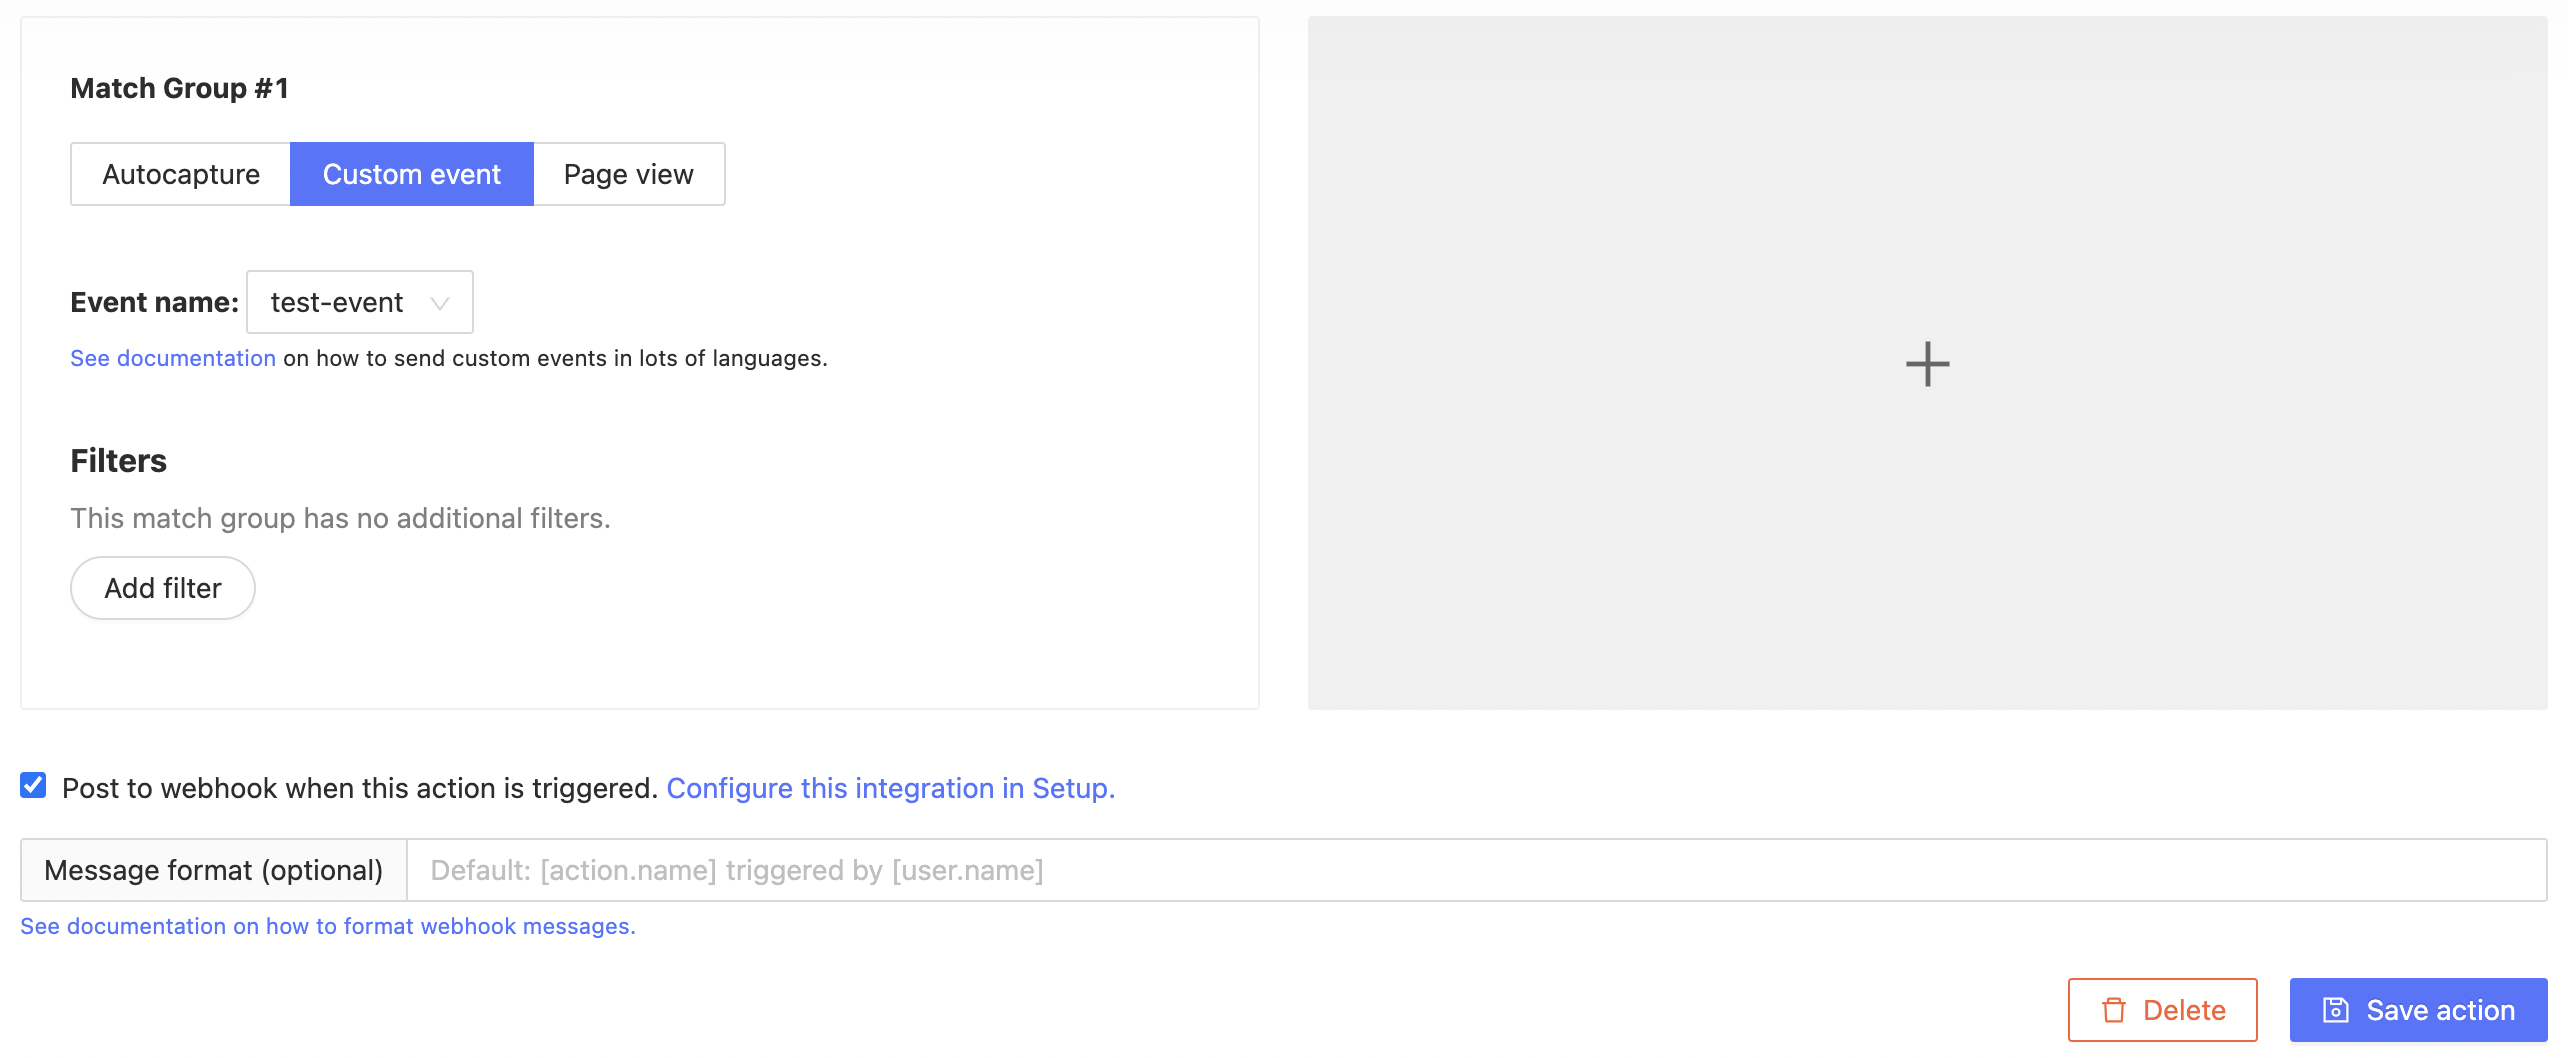 Match Group #1
Autocapture Custom event Page view
Event name: test-event
See documentation on how to send custom events in lots of languages.
Filters
This match group has no additional filters.
Add filter
Post to webhook when this action is triggered. Configure this integration in Setup.
Message format (optional) Default: [action.name] triggered by [user.name]
See documentation on how to format webhook messages.
Delete Save action